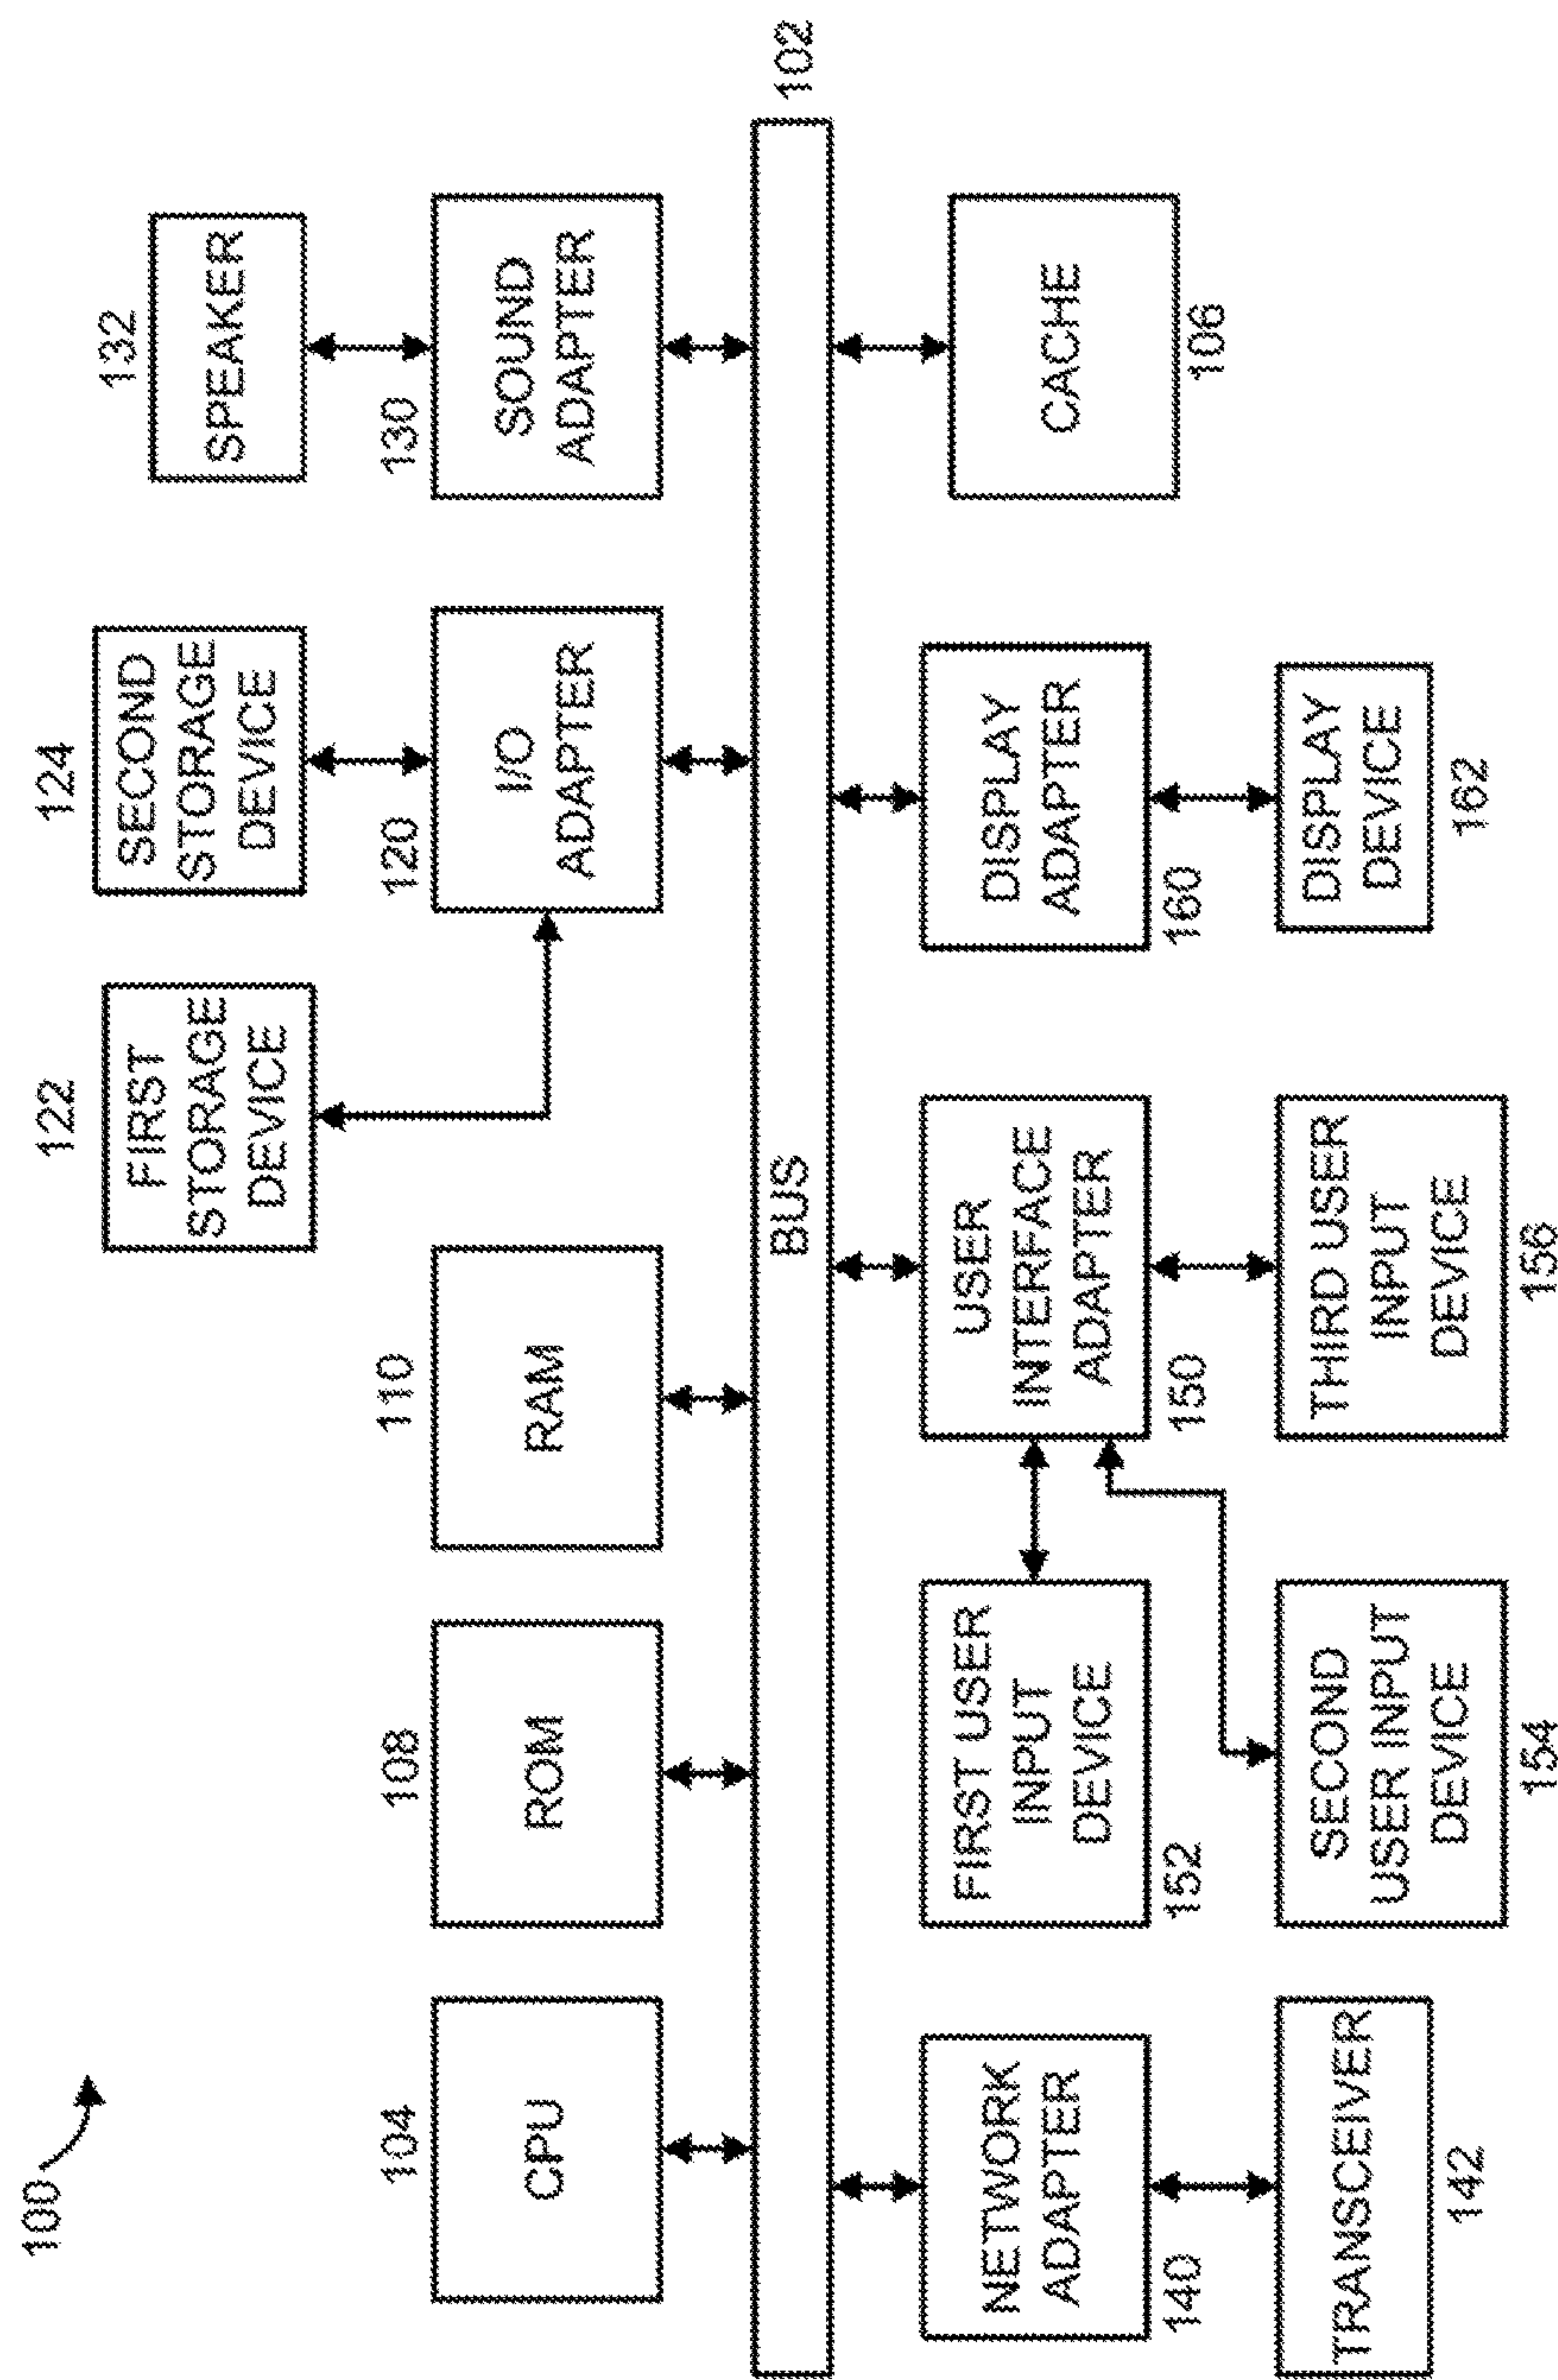 100
122
124
132
FIRST
STORAGE
DEVICE
SECOND
STORAGE
DEVICE
SPEAKER
104
108
110
120
130
CPU
ROM
RAM
I/O
ADAPTER
SOUND
ADAPTER
BUS
102
NETWORK
ADAPTER
FIRST USER
INPUT
DEVICE
USER
INTERFACE
ADAPTER
DISPLAY
ADAPTER
CACHE
140
152
150
160
106
TRANSCEIVER
SECOND
USER INPUT
DEVICE
THIRD USER
INPUT
DEVICE
DISPLAY
DEVICE
142
154
156
162